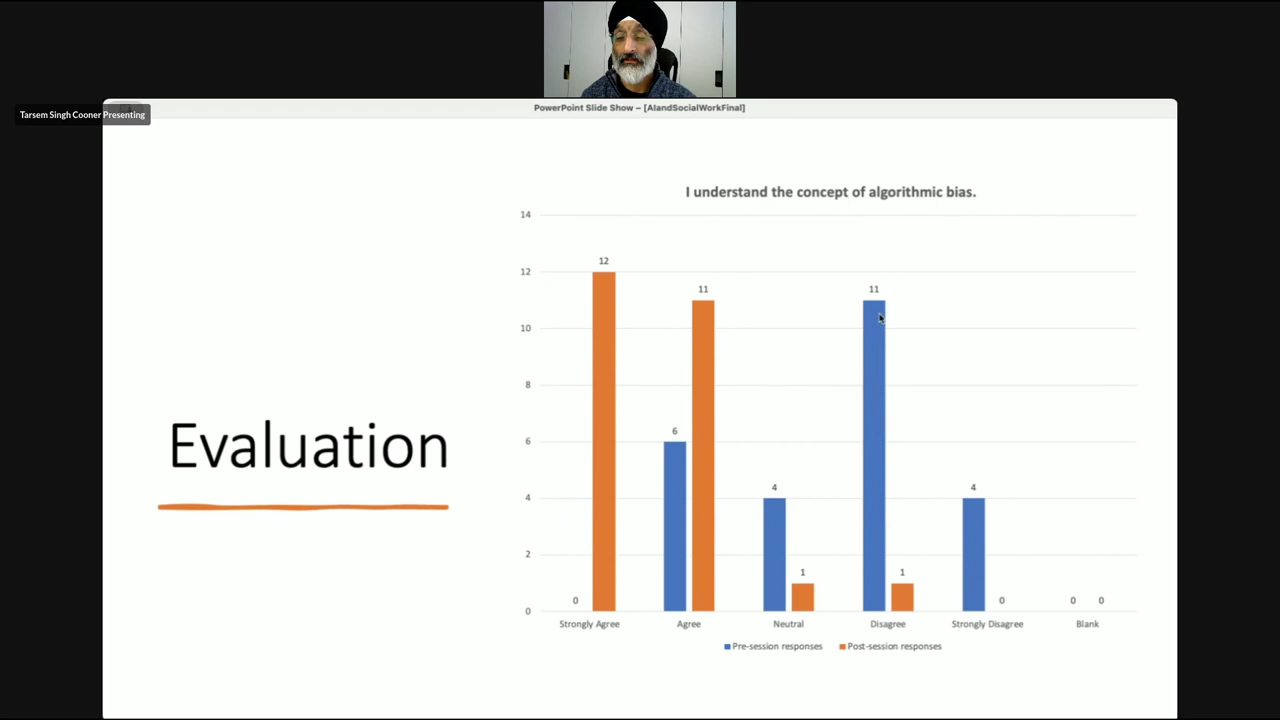 Tarsem Singh Cooner Presenting
PowerPoint Slide Show – [AIandSocialWorkFinal]
Evaluation
I understand the concept of algorithmic bias.
14
12
10
8
6
4
2
0
0
12
6
11
4
1
11
1
4
0
0
0
Strongly Agree
Agree
Neutral
Disagree
Strongly Disagree
Blank
Pre-session responses
Post-session responses